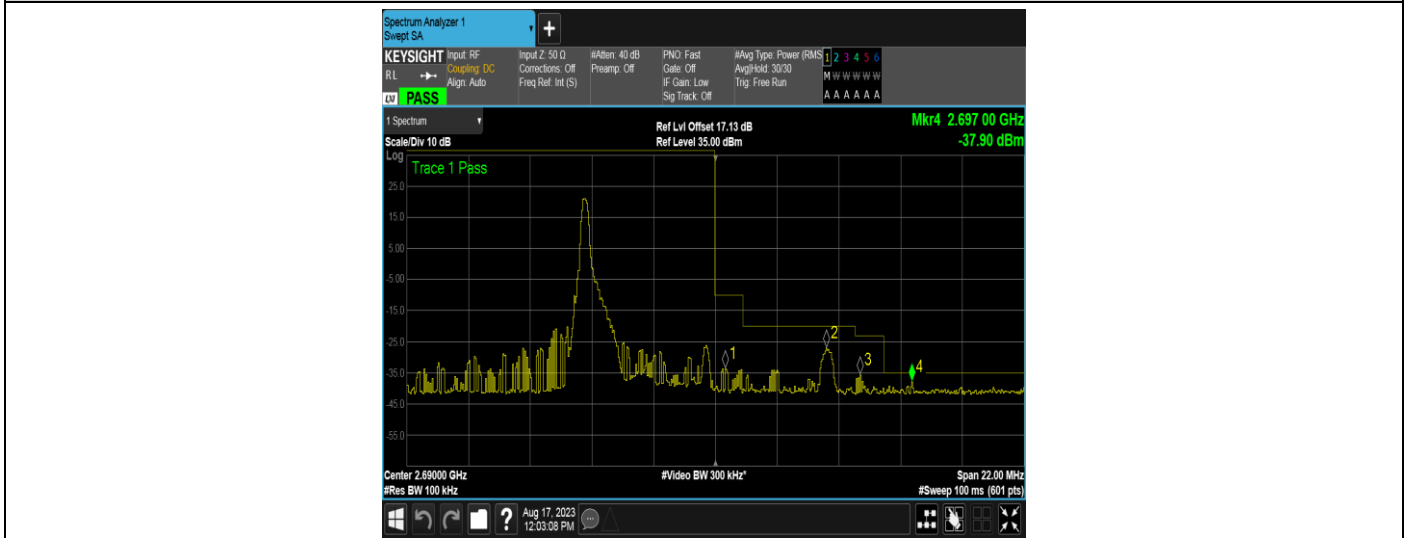 Spectrum Analyzer 1
Swept SA
+
KEYSIGHT Input: RF Input Z: 50 Ω #Atten: 40 dB PNO: Fast #Avg Type: Power (RMS 1 2 3 4 5 6
RL Coupling: DC Corrections: Off Preamp: Off Gate: Off Avg|Hold: 30/30 M W W W W W
Align: Auto Freq Ref: Int (S) IF Gain: Low Trig: Free Run
LXI PASS Sig Track: Off A A A A A A
1 Spectrum Ref Lvl Offset 17.13 dB Mkr4 2.697 00 GHz
Scale/Div 10 dB Ref Level 35.00 dBm -37.90 dBm
Log
Trace 1 Pass
25.0
15.0
5.00
-5.00
-15.0
-25.0
2
1
3
4
-35.0
-45.0
-55.0
Center 2.69000 GHz #Video BW 300 kHz* Span 22.00 MHz
#Res BW 100 kHz #Sweep 100 ms (601 pts)
? Aug 17, 2023
12:03:08 PM